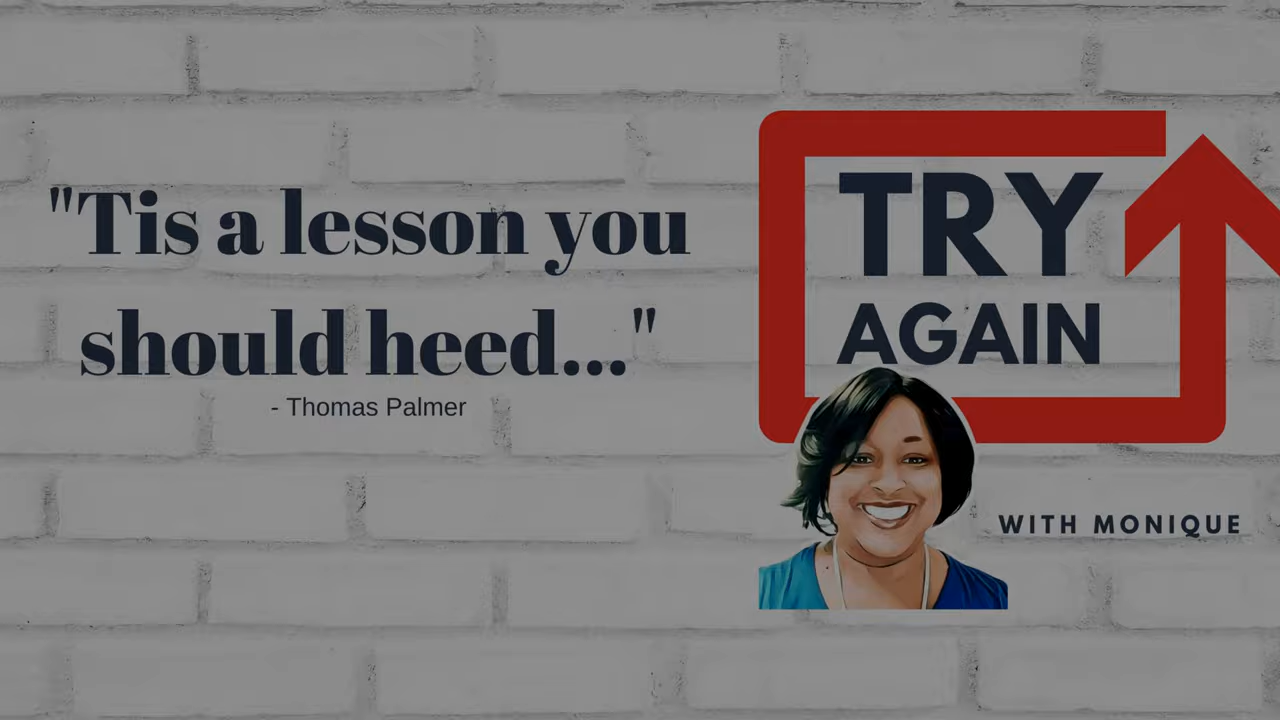 "Tis a lesson you
should heed..."
- Thomas Palmer
TRY
AGAIN
WITH MONIQUE